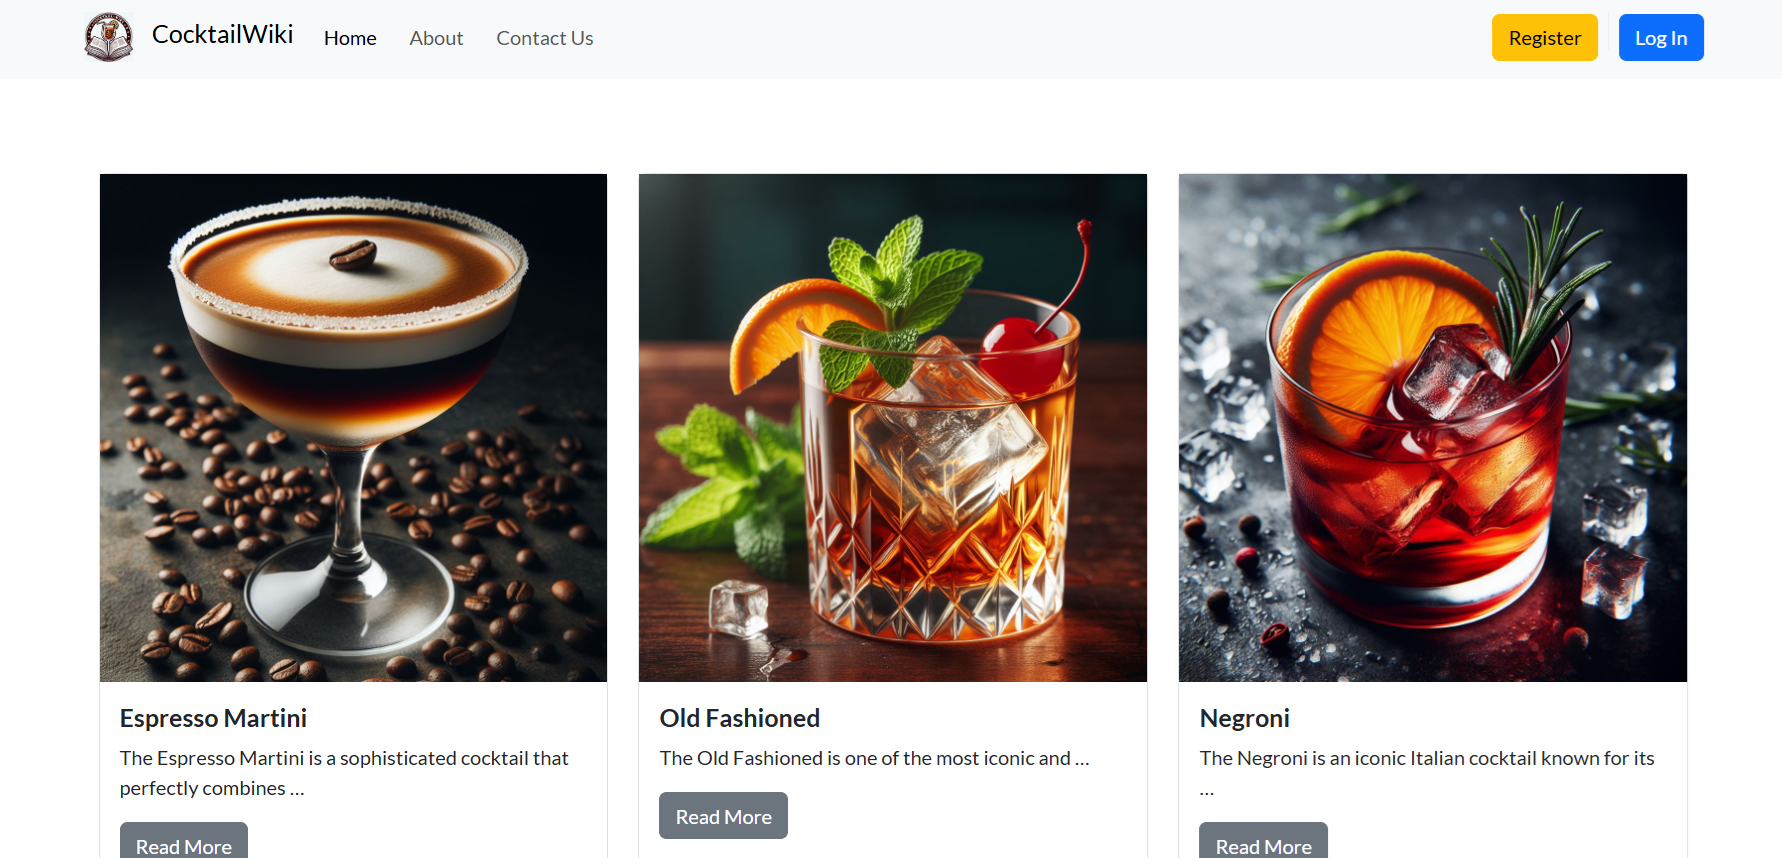 CocktailWiki Home About Contact Us Register Log In
Espresso Martini
The Espresso Martini is a sophisticated cocktail that
perfectly combines ...
Read More
Old Fashioned
The Old Fashioned is one of the most iconic and ...
Read More
Negroni
The Negroni is an iconic Italian cocktail known for its
...
Read More